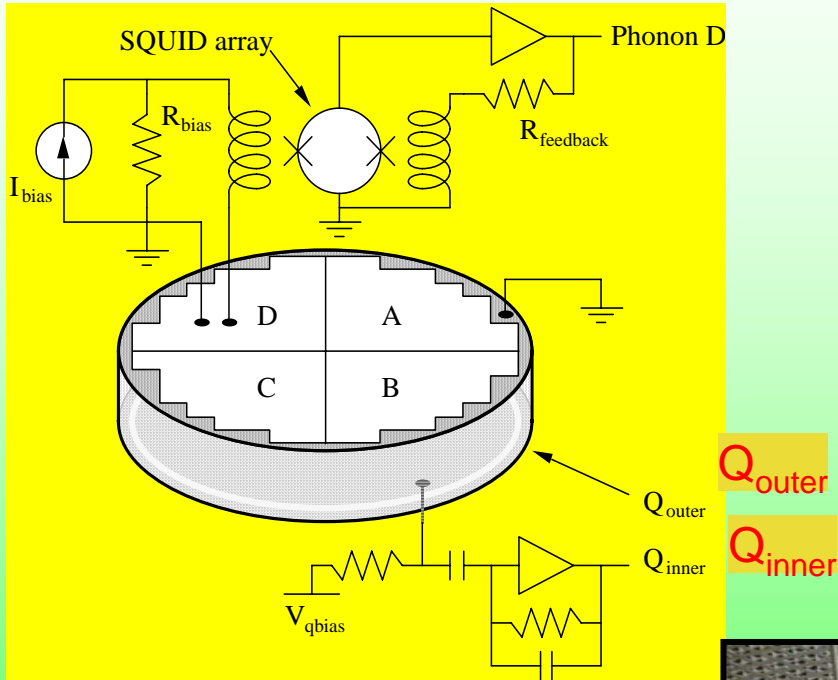 SQUID array
Phonon D
R_bias
R_feedback
I_bias
D
A
C
B
Q_outer
Q_outer
Q_inner
Q_inner
V_qbias